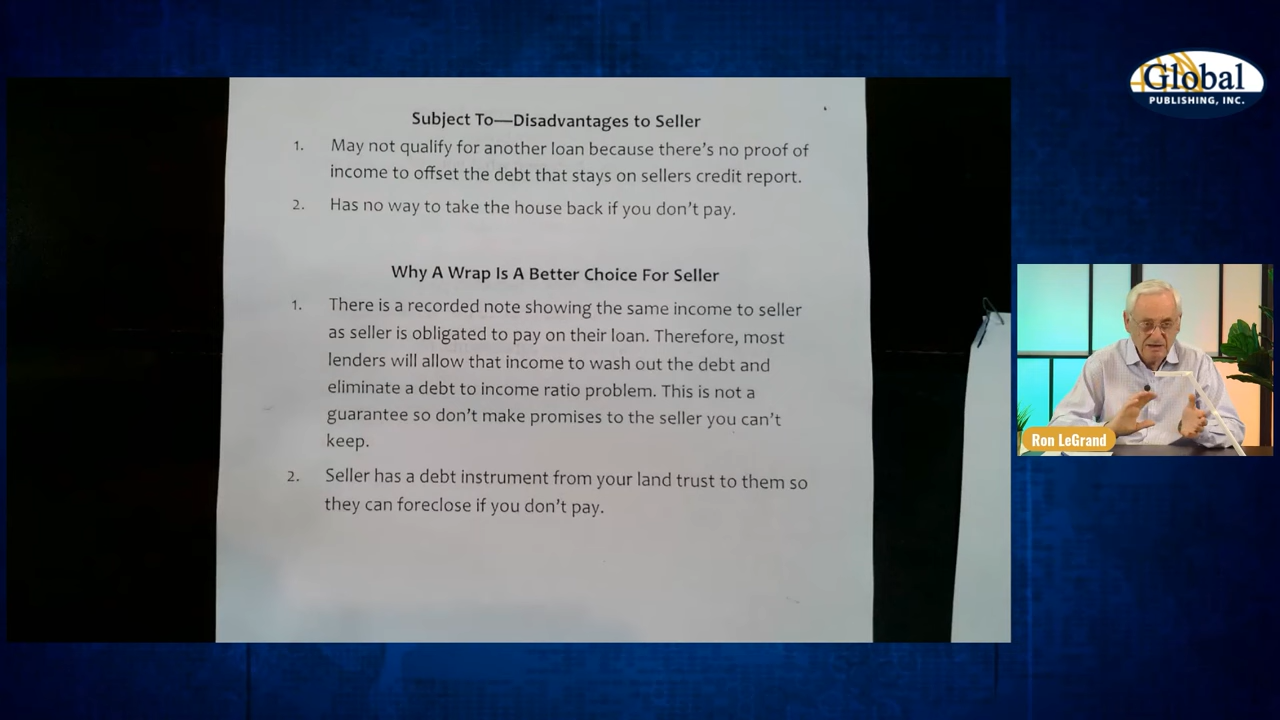 Global
PUBLISHING, INC.
Subject To—Disadvantages to Seller
1. May not qualify for another loan because there's no proof of
income to offset the debt that stays on sellers credit report.
2. Has no way to take the house back if you don't pay.
Why A Wrap Is A Better Choice For Seller
1. There is a recorded note showing the same income to seller
as seller is obligated to pay on their loan. Therefore, most
lenders will allow that income to wash out the debt and
eliminate a debt to income ratio problem. This is not a
guarantee so don't make promises to the seller you can't
keep.
2. Seller has a debt instrument from your land trust to them so
they can foreclose if you don't pay.
Ron LeGrand